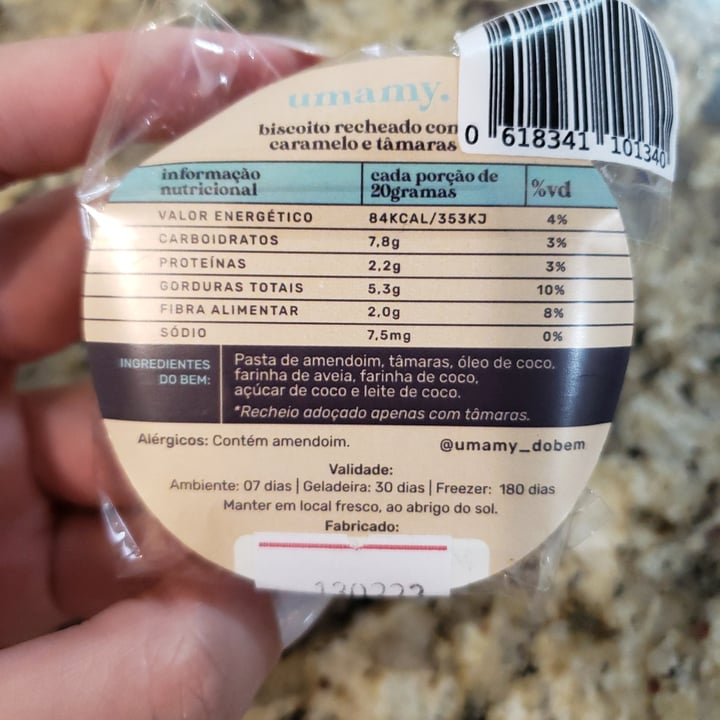 umamy.
biscoito recheado com
caramelo e tâmaras
0 618341 101340
informação nutricional cada porção de 20gramas %vd
VALOR ENERGÉTICO 84KCAL/353KJ 4%
CARBOIDRATOS 7,8g 3%
PROTEÍNAS 2,2g 3%
GORDURAS TOTAIS 5,3g 10%
FIBRA ALIMENTAR 2,0g 8%
SÓDIO 7,5mg 0%
INGREDIENTES
DO BEM:
Pasta de amendoim, tâmaras, óleo de coco,
farinha de aveia, farinha de coco,
açúcar de coco e leite de coco.
*Recheio adoçado apenas com tâmaras.
Alérgicos: Contém amendoim.
@umamy_dobem
Validade:
Ambiente: 07 dias | Geladeira: 30 dias | Freezer: 180 dias
Manter em local fresco, ao abrigo do sol.
Fabricado: